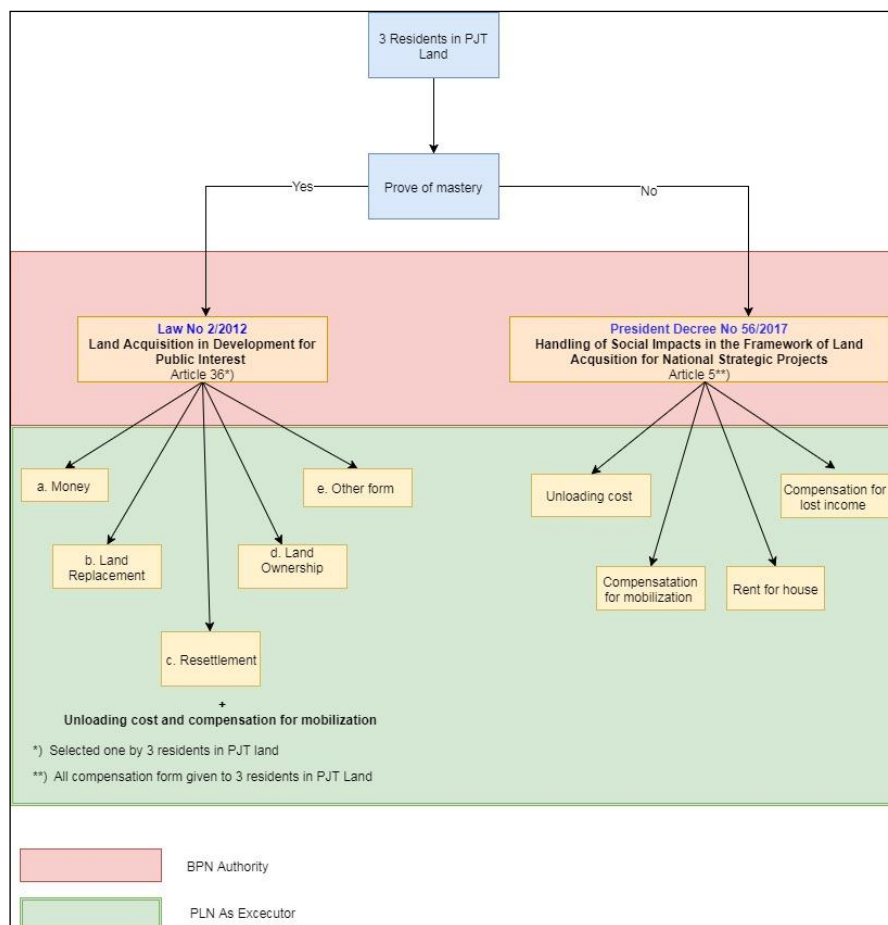 3 Residents in PJT
Land
Prove of mastery
Yes
No
Law No 2/2012
Land Acquisition in Development for
Public Interest
Article 36*)
President Decree No 56/2017
Handling of Social Impacts in the Framework of Land
Acqusition for National Strategic Projects
Article 5**)
a. Money
b. Land
Replacement
c. Resettlement
d. Land
Ownership
e. Other form
+
Unloading cost and compensation for mobilization
Unloading cost
Compensatation
for mobilization
Rent for house
Compensation for
lost income
*) Selected one by 3 residents in PJT land
**) All compensation form given to 3 residents in PJT Land
BPN Authority
PLN As Excecutor